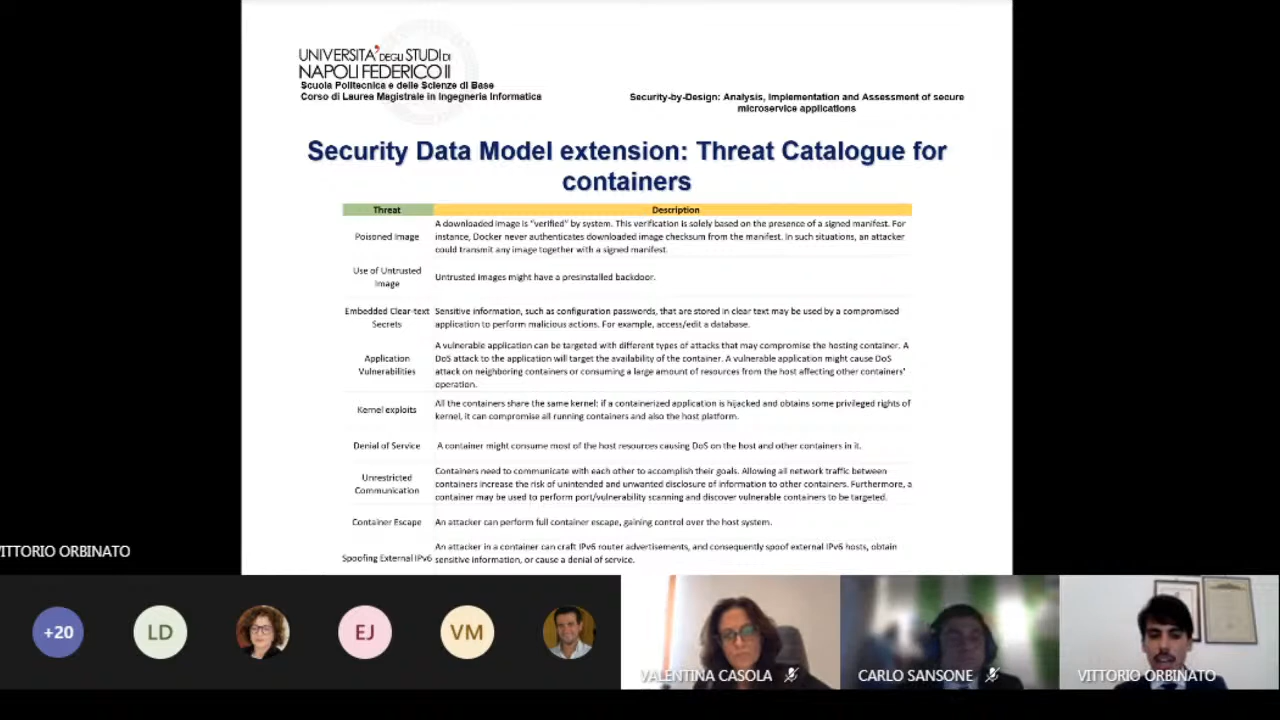 UNIVERSITA' DEGLI STUDI DI
NAPOLI FEDERICO II
Scuola Politecnica e delle Scienze di Base
Corso di Laurea Magistrale in Ingegneria Informatica
Security-by-Design: Analysis, Implementation and Assessment of secure
microservice applications
Security Data Model extension: Threat Catalogue for
containers
Threat
Description
Poisoned Image
A downloaded image is "verified" by system. This verification is solely based on the presence of a signed manifest. For
instance, Docker never authenticates downloaded image checksum from the manifest. In such situations, an attacker
could transmit any image together with a signed manifest.
Use of Untrusted
Image
Untrusted images might have a presinstalled backdoor.
Embedded Clear-text
Secrets
Sensitive information, such as configuration passwords, that are stored in clear text may be used by a compromised
application to perform malicious actions. For example, access/edit a database.
Application
Vulnerabilities
A vulnerable application can be targeted with different types of attacks that may compromise the hosting container. A
DoS attack to the application will target the availability of the container. A vulnerable application might cause DoS
attack on neighboring containers or consuming a large amount of resources from the host affecting other containers'
operation.
Kernel exploits
All the containers share the same kernel: if a containerized application is hijacked and obtains some privileged rights of
kernel, it can compromise all running containers and also the host platform.
Denial of Service
A container might consume most of the host resources causing DoS on the host and other containers in it.
Unrestricted
Communication
Containers need to communicate with each other to accomplish their goals. Allowing all network traffic between
containers increase the risk of unintended and unwanted disclosure of information to other containers. Furthermore, a
container may be used to perform port/vulnerability scanning and discover vulnerable containers to be targeted.
Container Escape
An attacker can perform full container escape, gaining control over the host system.
Spoofing External IPv6
An attacker in a container can craft IPv6 router advertisements, and consequently spoof external IPv6 hosts, obtain
sensitive information, or cause a denial of service.
VITTORIO ORBINATO
+20
LD
EJ
VM
VALENTINA CASOLA
CARLO SANSONE
VITTORIO ORBINATO